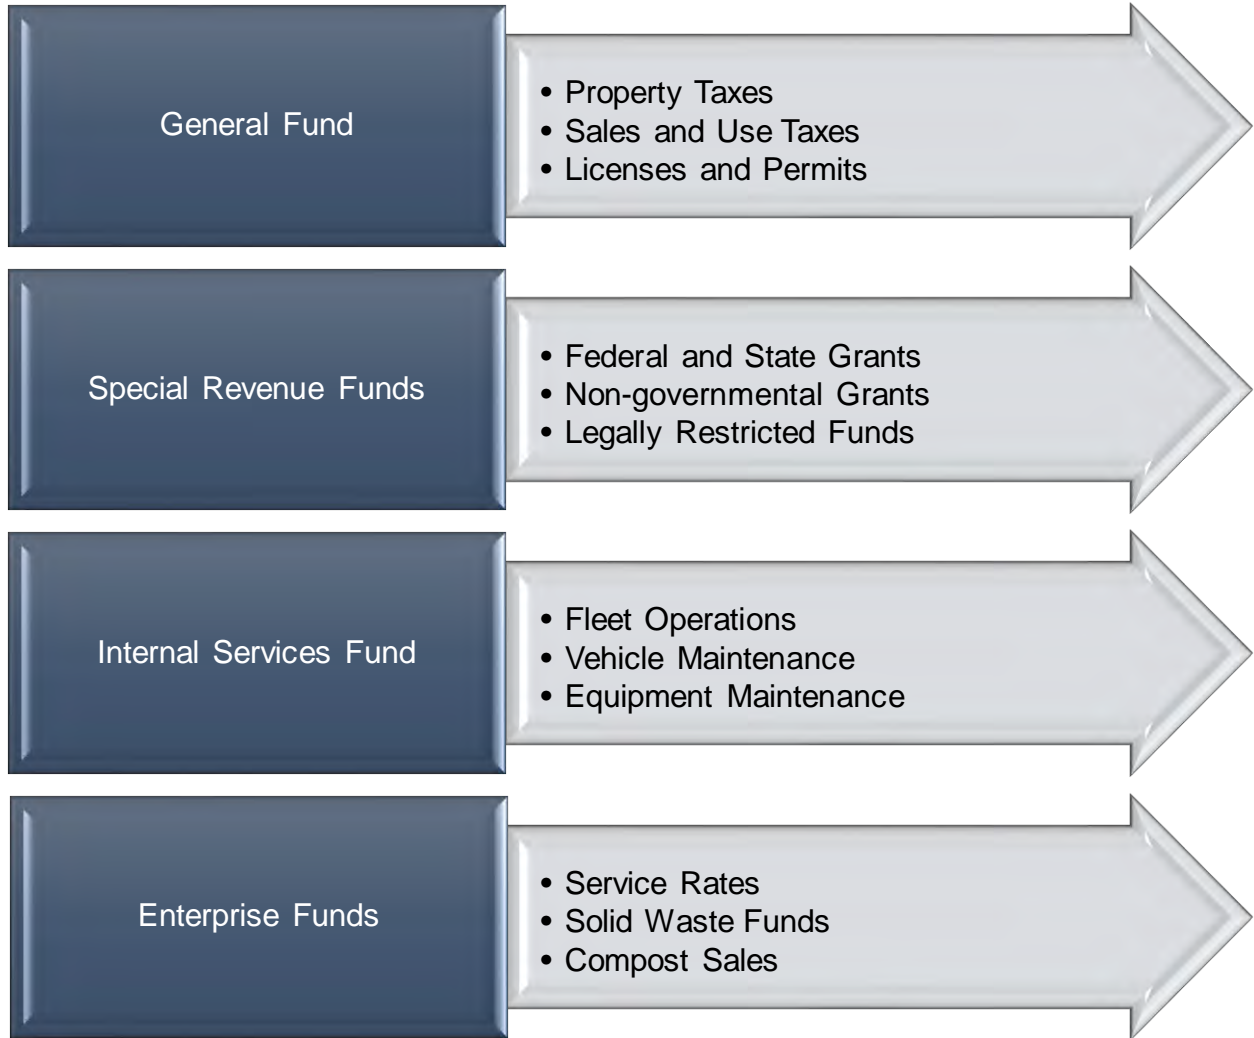 General Fund
• Property Taxes
• Sales and Use Taxes
• Licenses and Permits
Special Revenue Funds
• Federal and State Grants
• Non-governmental Grants
• Legally Restricted Funds
Internal Services Fund
• Fleet Operations
• Vehicle Maintenance
• Equipment Maintenance
Enterprise Funds
• Service Rates
• Solid Waste Funds
• Compost Sales